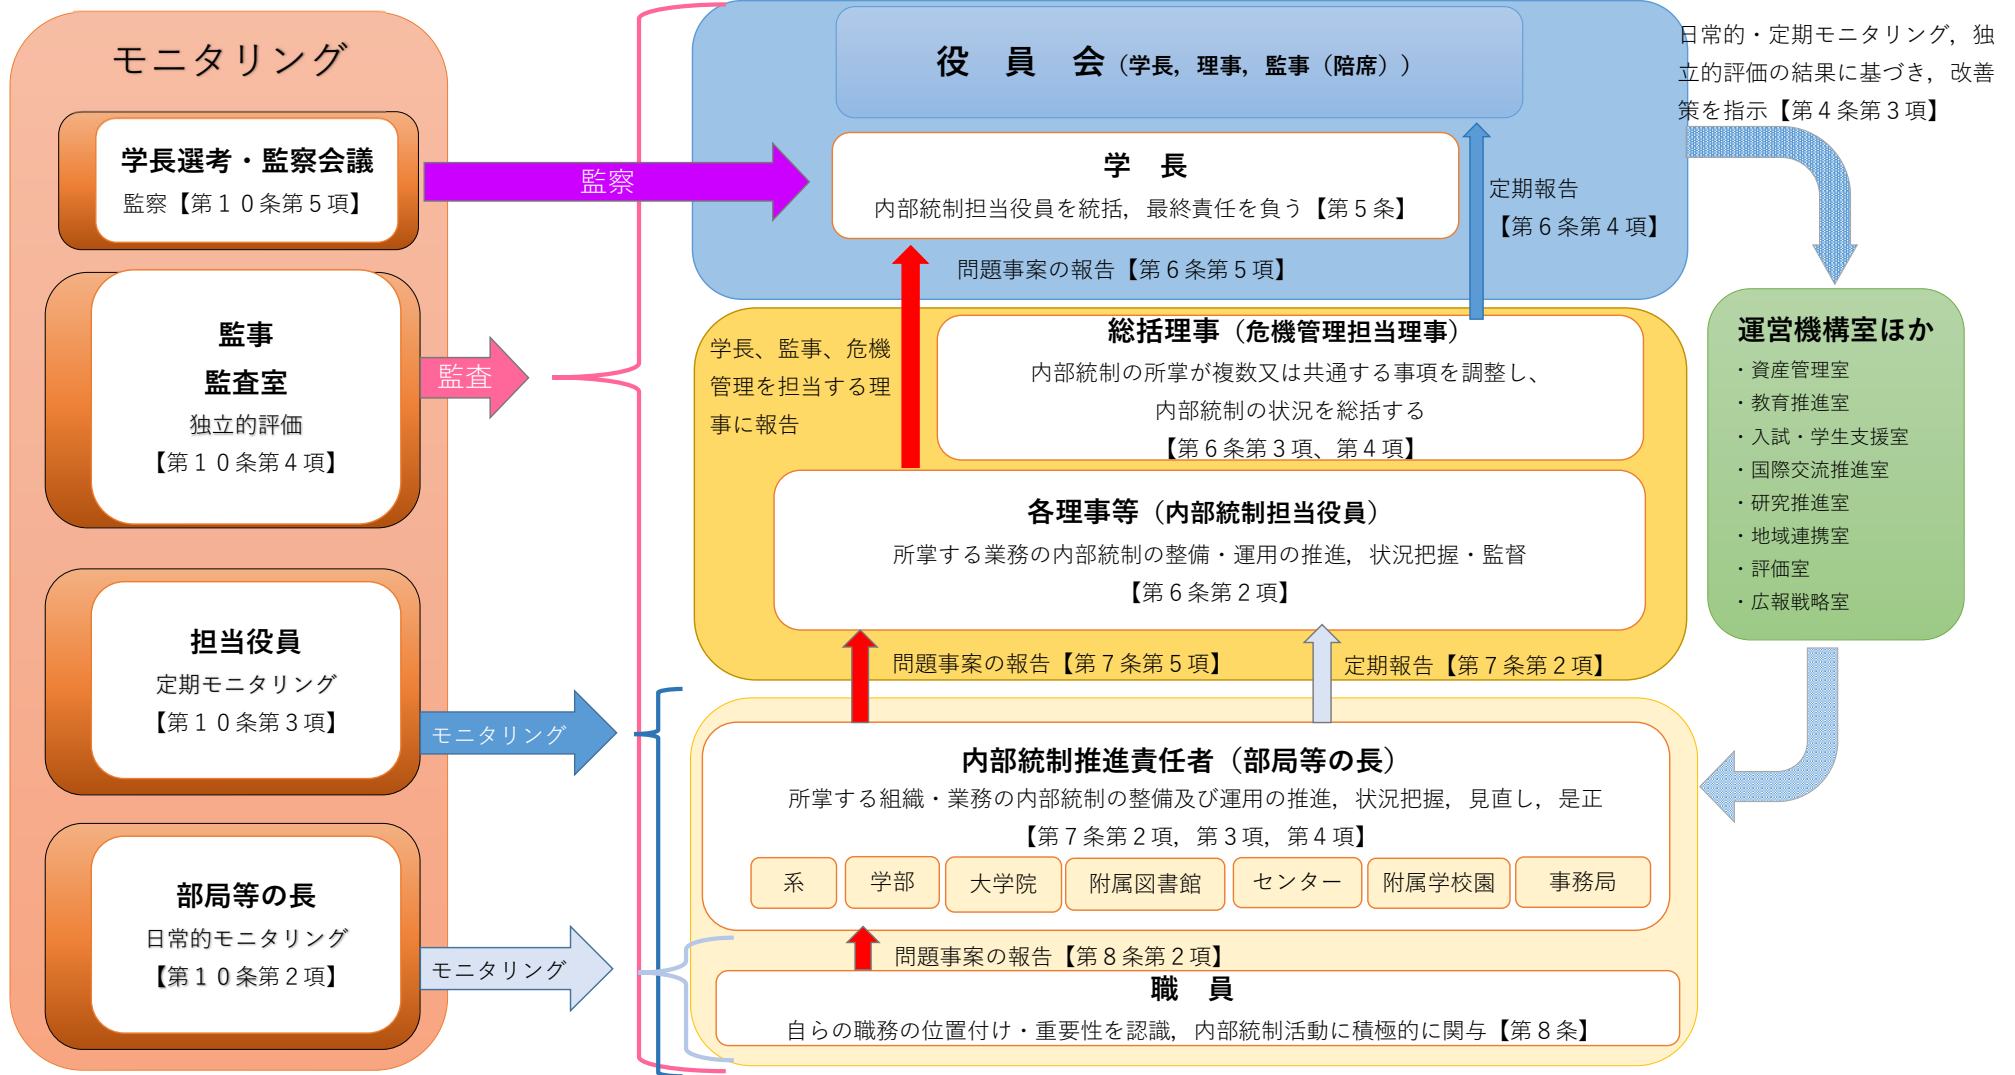 モニタリング
学長選考・監察会議
監察【第１０条第５項】
監事
監査室
独立的評価
【第１０条第４項】
担当役員
定期モニタリング
【第１０条第３項】
部局等の長
日常的モニタリング
【第１０条第２項】
監察
監査
モニタリング
モニタリング
役　員　会（学長，理事，監事（陪席））
学　長
内部統制担当役員を統括，最終責任を負う【第５条】
定期報告
【第６条第４項】
問題事案の報告【第６条第５項】
学長、監事、危機
管理を担当する理
事に報告
総括理事（危機管理担当理事）
内部統制の所掌が複数又は共通する事項を調整し、
内部統制の状況を総括する
【第６条第３項、第４項】
各理事等（内部統制担当役員）
所掌する業務の内部統制の整備・運用の推進，状況把握・監督
【第６条第２項】
問題事案の報告【第７条第５項】
定期報告【第７条第２項】
内部統制推進責任者（部局等の長）
所掌する組織・業務の内部統制の整備及び運用の推進，状況把握，見直し，是正
【第７条第２項，第３項，第４項】
系
学部
大学院
附属図書館
センター
附属学校園
事務局
問題事案の報告【第８条第２項】
職　員
自らの職務の位置付け・重要性を認識，内部統制活動に積極的に関与【第８条】
日常的・定期モニタリング，独
立的評価の結果に基づき，改善
策を指示【第４条第３項】
運営機構室ほか
・資産管理室
・教育推進室
・入試・学生支援室
・国際交流推進室
・研究推進室
・地域連携室
・評価室
・広報戦略室